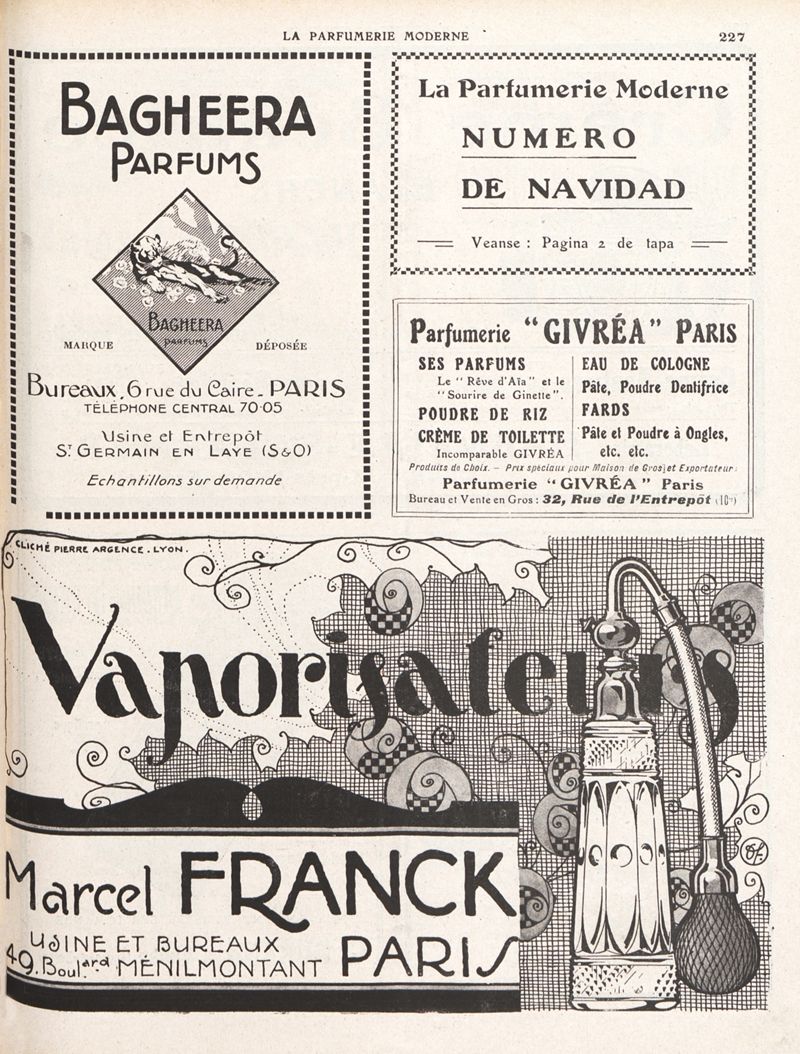 LA PARFUMERIE MODERNE
227
BAGHEERA
PARFUMS
BAGHEERA
PARFUMS
MARQUE DÉPOSÉE
Bureaux, 6 rue du Caire - PARIS
TÉLÉPHONE CENTRAL 70-05
Usine et Entrepôt
ST GERMAIN EN LAYE (S&O)
Echantillons sur demande
La Parfumerie Moderne
NUMERO
DE NAVIDAD
Veanse : Pagina 2 de tapa
Parfumerie "GIVRÉA" PARIS
SES PARFUMS
Le "Rêve d'Aïa" et le
"Sourire de Ginette".
POUDRE DE RIZ
CRÈME DE TOILETTE
Incomparable GIVRÉA
EAU DE COLOGNE
Pâte, Poudre Dentifrice
FARDS
Pâte et Poudre à Ongles,
etc. etc.
Produits de Choix. - Prix spéciaux pour Maison de Gros et Exportateur
Parfumerie "GIVRÉA" Paris
Bureau et Vente en Gros : 32, Rue de l'Entrepôt
CLICHÉ PIERRE ARGENCE. LYON.
Vaporisateurs
Marcel FRANCK
USINE ET BUREAUX
49, Boul.ard MÉNILMONTANT PARIS